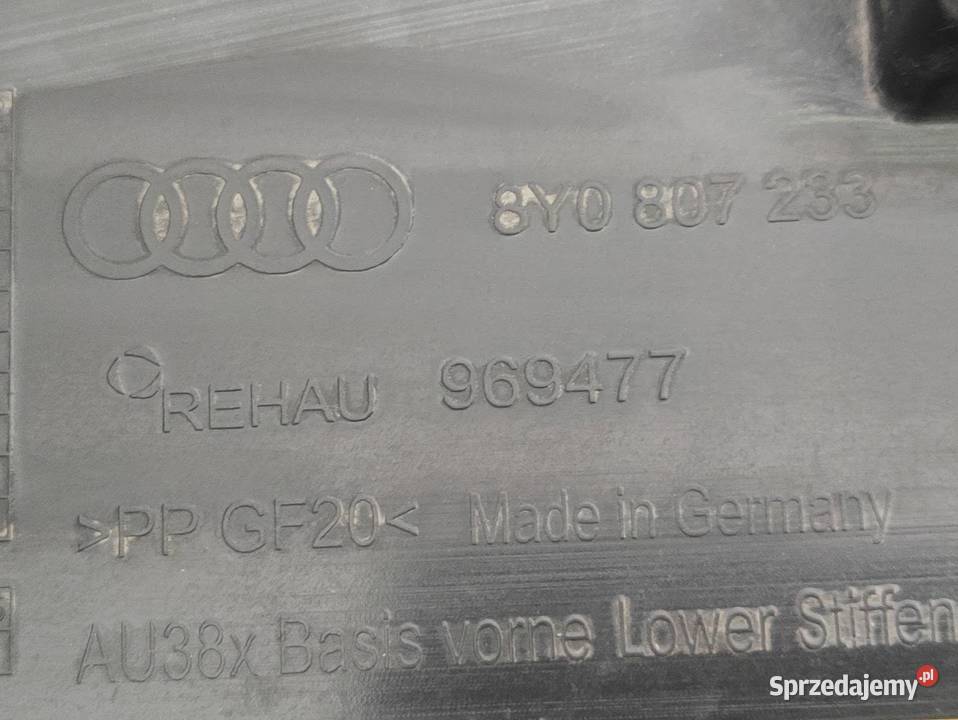 8Y0 807 233
REHAU 969477
>PP GF20< Made in Germany
AU38x Basis vorne Lower Stiffen
Sprzedajemy.pl